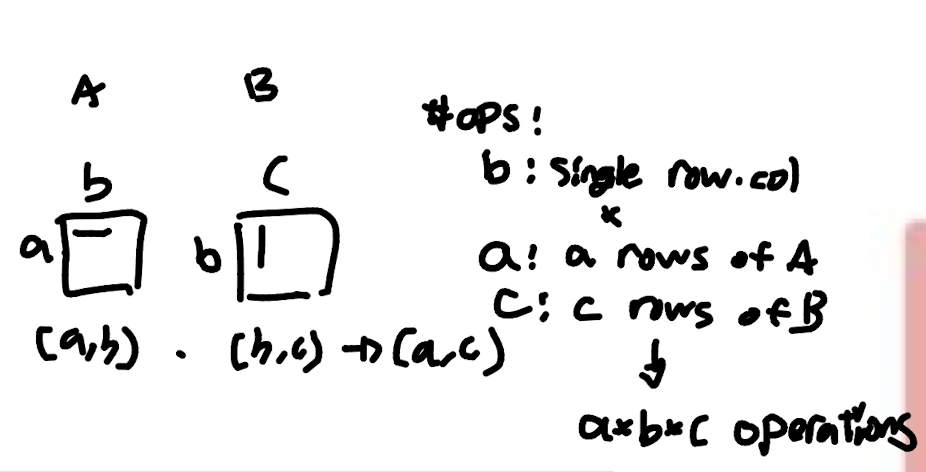 A B
b c
a b
(a,b) . (b,c) → (a,c)
#ops:
b: single row.col
*
a: a rows of A
c: c rows of B
↓
a*b*c operations